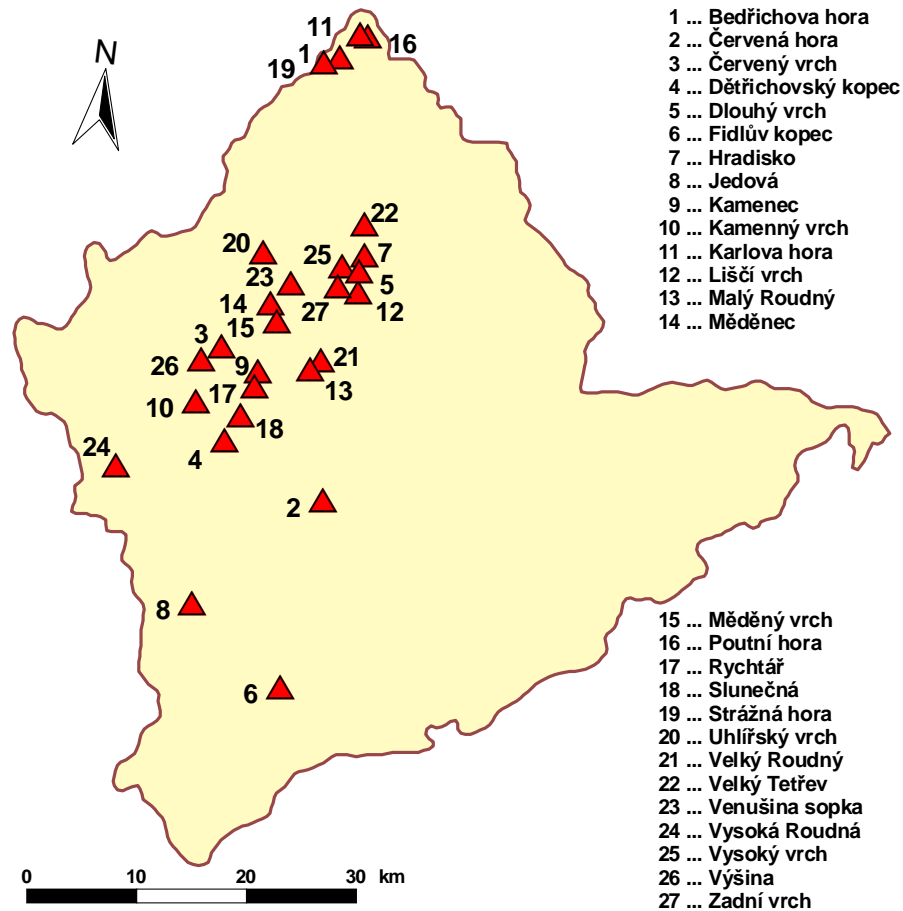 1 ... Bedřichova hora
2 ... Červená hora
3 ... Červený vrch
4 ... Dětřichovský kopec
5 ... Dlouhý vrch
6 ... Fidlův kopec
7 ... Hradisko
8 ... Jedová
9 ... Kamenec
10 ... Kamenný vrch
11 ... Karlova hora
12 ... Liščí vrch
13 ... Malý Roudný
14 ... Měděnec
N
11
16
1
19
22
20
25
7
23
5
14
27
12
15
3
21
26
9
13
10
17
18
24
4
2
8
6
15 ... Měděný vrch
16 ... Poutní hora
17 ... Rychtář
18 ... Slunečná
19 ... Strážná hora
20 ... Uhlířský vrch
21 ... Velký Roudný
22 ... Velký Tetřev
23 ... Venušina sopka
24 ... Vysoká Roudná
25 ... Vysoký vrch
26 ... Výšina
27 ... Zadní vrch
0 10 20 30 km